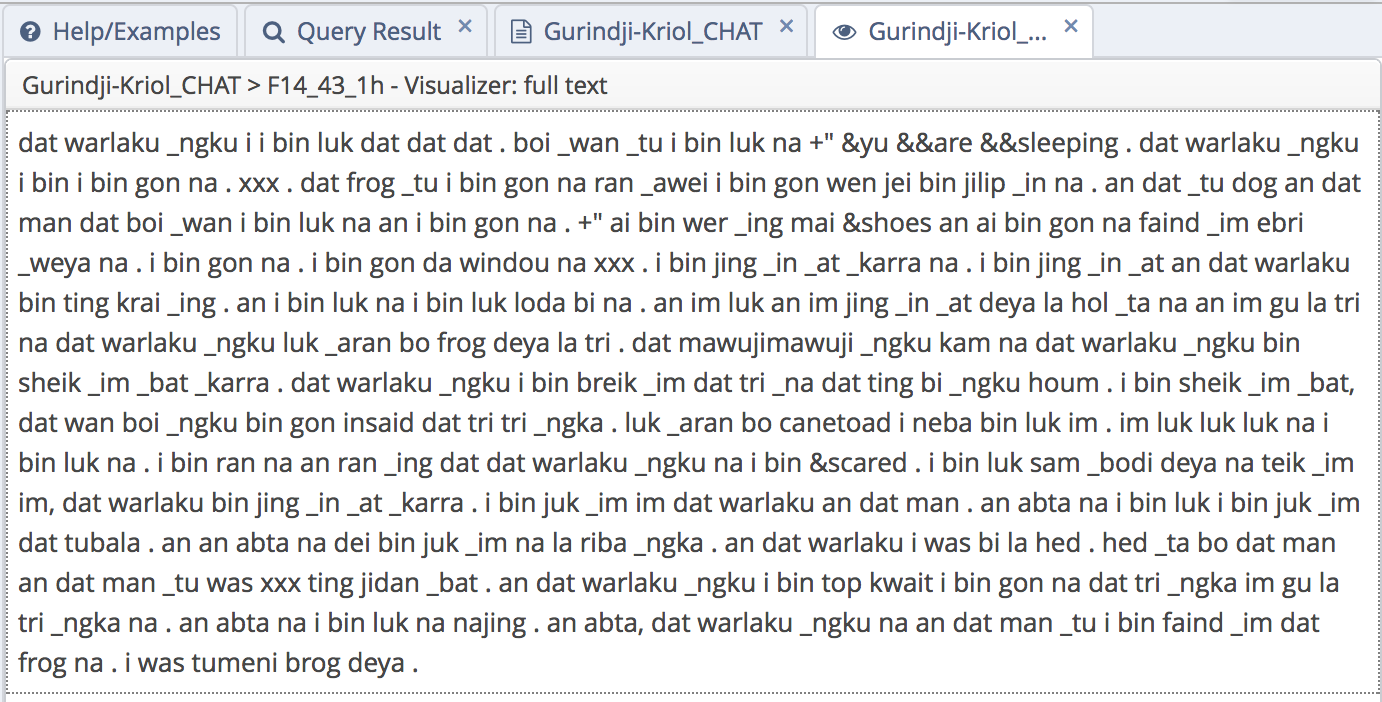 Help/Examples Query Result Gurindji-Kriol_CHAT Gurindji-Kriol_...
Gurindji-Kriol_CHAT > F14_43_1h - Visualizer: full text
dat warlaku _ngku i i bin luk dat dat dat . boi _wan _tu i bin luk na +" &yu &&are &&sleeping . dat warlaku _ngku
i bin i bin gon na . xxx . dat frog _tu i bin gon na ran _awei i bin gon wen jei bin jilip _in na . an dat _tu dog an dat
man dat boi _wan i bin luk na an i bin gon na . +" ai bin wer _ing mai &shoes an ai bin gon na faind _im ebri
_weya na . i bin gon na . i bin gon da windou na xxx . i bin jing _in _at _karra na . i bin jing _in _at an dat warlaku
bin ting krai _ing . an i bin luk na i bin luk loda bi na . an im luk an im jing _in _at deya la hol _ta na an im gu la tri
na dat warlaku _ngku luk _aran bo frog deya la tri . dat mawujimawuji _ngku kam na dat warlaku _ngku bin
sheik _im _bat _karra . dat warlaku _ngku i bin breik _im dat tri _na dat ting bi _ngku houm . i bin sheik _im _bat,
dat wan boi _ngku bin gon insaid dat tri tri _ngka . luk _aran bo canetoad i neba bin luk im . im luk luk luk na i
bin luk na . i bin ran na an ran _ing dat dat warlaku _ngku na i bin &scared . i bin luk sam _bodi deya na teik _im
im, dat warlaku bin jing _in _at _karra . i bin juk _im im dat warlaku an dat man . an abta na i bin luk i bin juk _im
dat tubala . an an abta na dei bin juk _im na la riba _ngka . an dat warlaku i was bi la hed . hed _ta bo dat man
an dat man _tu was xxx ting jidan _bat . an dat warlaku _ngku i bin top kwait i bin gon na dat tri _ngka im gu la
tri _ngka na . an abta na i bin luk na najing . an abta, dat warlaku _ngku na an dat man _tu i bin faind _im dat
frog na . i was tumeni brog deya .